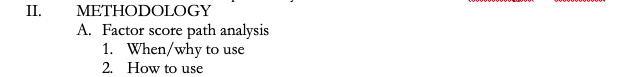 II. METHODOLOGY
A. Factor score path analysis
1. When/why to use
2. How to use